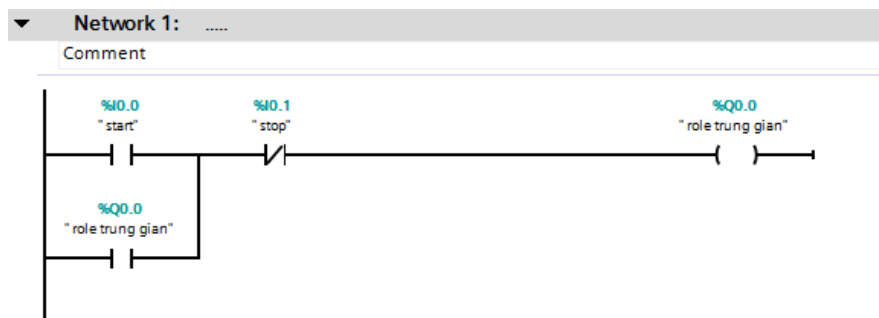 Network 1: .....
Comment
%I0.0
"start"
%I0.1
"stop"
%Q0.0
"role trung gian"
%Q0.0
"role trung gian"